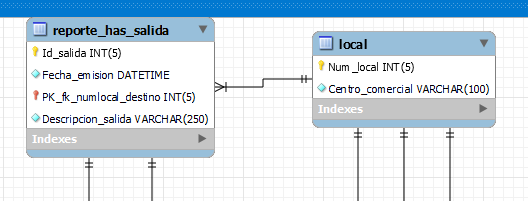 reporte_has_salida
Id_salida INT(5)
Fecha_emision DATETIME
PK_fk_numlocal_destino INT(5)
Descripcion_salida VARCHAR(250)
Indexes
local
Num_local INT(5)
Centro_comercial VARCHAR(100)
Indexes